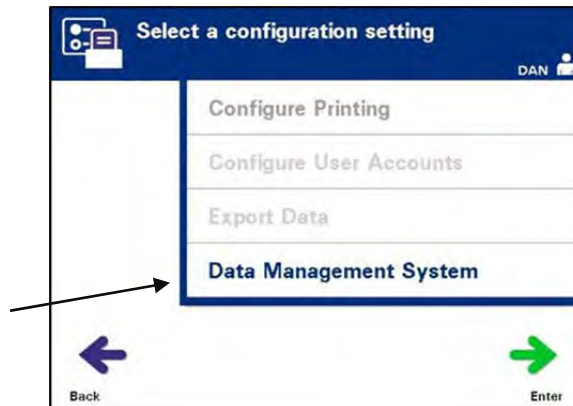 Select a configuration setting
DAN
Configure Printing
Configure User Accounts
Export Data
Data Management System
Back
Enter